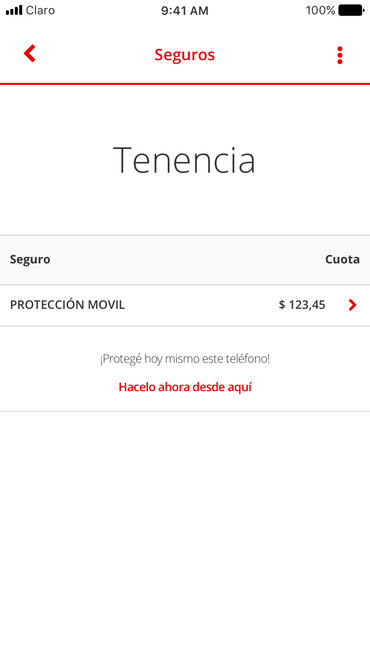 Claro 9:41 AM 100%
Seguros
Tenencia
Seguro Cuota
PROTECCIÓN MOVIL $ 123,45
¡Protegé hoy mismo este teléfono!
Hacelo ahora desde aquí